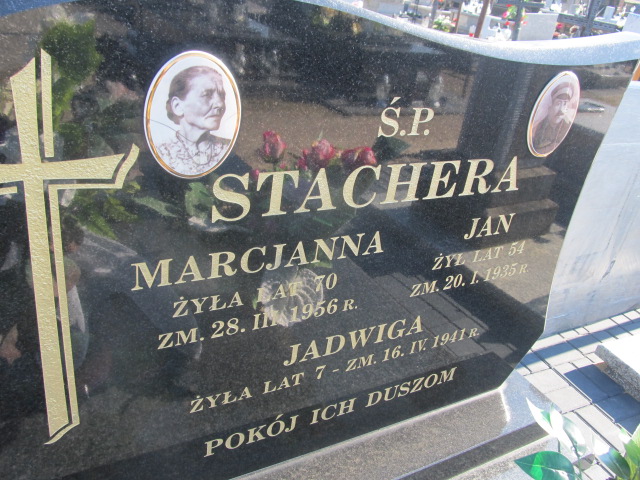 Ś.P.
STACHERA
MARCJANNA
ŻYŁA LAT 70
ZM. 28. III. 1956 R.
JAN
ŻYŁ LAT 54
ZM. 20. I. 1935 R.
JADWIGA
ŻYŁA LAT 7 - ZM. 16. IV. 1941 R.
POKÓJ ICH DUSZOM